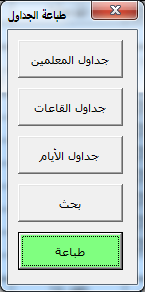 طباعة الجداول
جداول المعلمين
جداول القاعات
جداول الأيام
بحث
طباعة